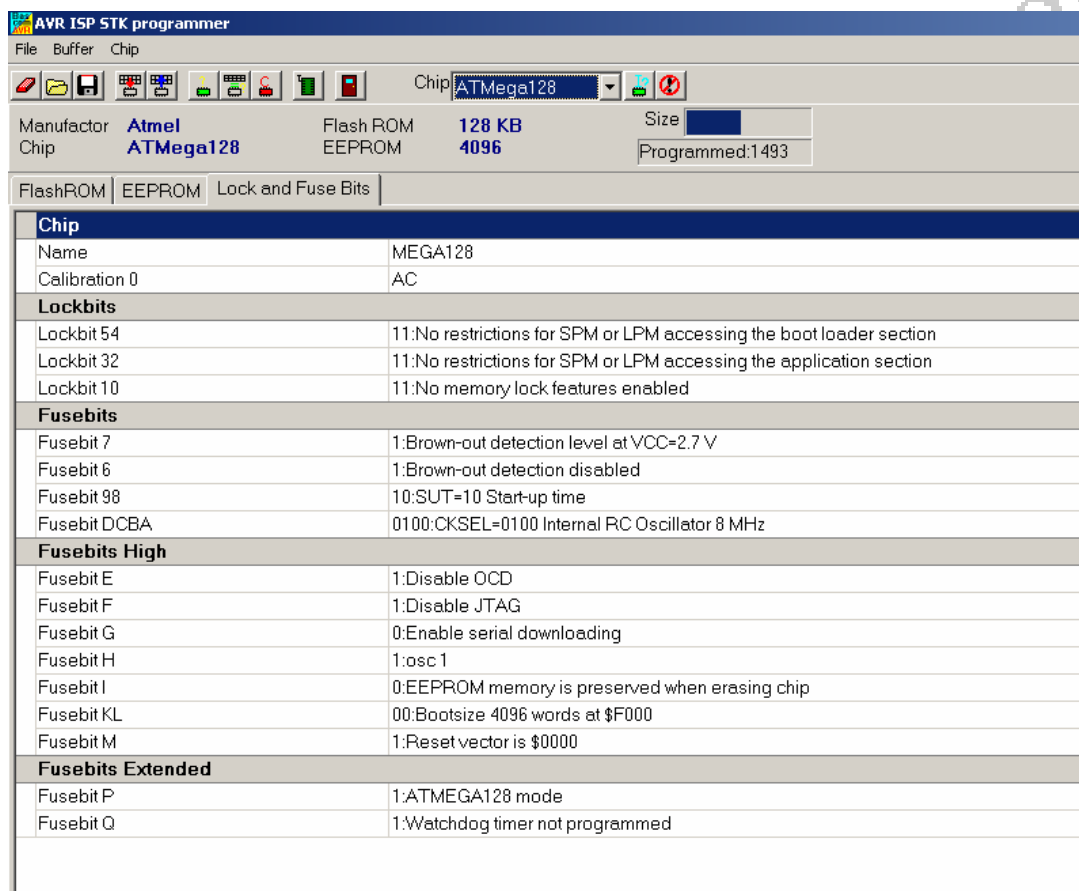 AVR ISP STK programmer
File Buffer Chip
Chip ATMega128
Manufactor Atmel Flash ROM 128 KB Size
Chip ATMega128 EEPROM 4096 Programmed:1493
FlashROM EEPROM Lock and Fuse Bits
Chip
Name MEGA128
Calibration 0 AC
Lockbits
Lockbit 54 11:No restrictions for SPM or LPM accessing the boot loader section
Lockbit 32 11:No restrictions for SPM or LPM accessing the application section
Lockbit 10 11:No memory lock features enabled
Fusebits
Fusebit 7 1:Brown-out detection level at VCC=2.7 V
Fusebit 6 1:Brown-out detection disabled
Fusebit 98 10:SUT=10 Start-up time
Fusebit DCBA 0100:CKSEL=0100 Internal RC Oscillator 8 MHz
Fusebits High
Fusebit E 1:Disable OCD
Fusebit F 1:Disable JTAG
Fusebit G 0:Enable serial downloading
Fusebit H 1:osc 1
Fusebit I 0:EEPROM memory is preserved when erasing chip
Fusebit KL 00:Bootsize 4096 words at $F000
Fusebit M 1:Reset vector is $0000
Fusebits Extended
Fusebit P 1:ATMEGA128 mode
Fusebit Q 1:Watchdog timer not programmed